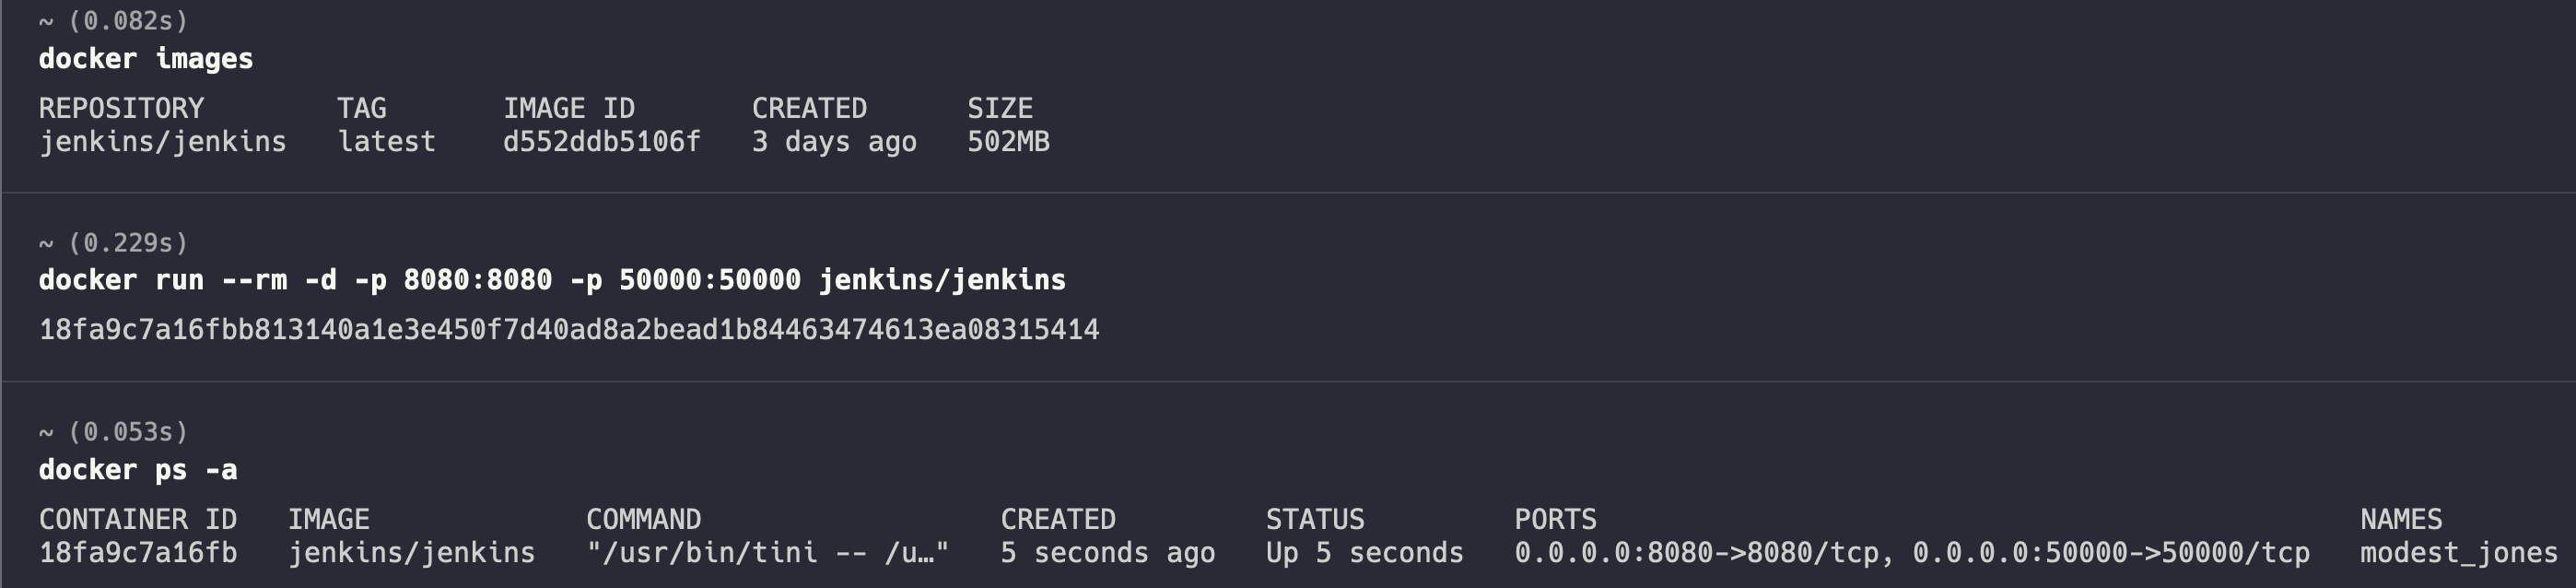 ~ (0.082s)
docker images
REPOSITORY TAG IMAGE ID CREATED SIZE
jenkins/jenkins latest d552ddb5106f 3 days ago 502MB
~ (0.229s)
docker run --rm -d -p 8080:8080 -p 50000:50000 jenkins/jenkins
18fa9c7a16fbb813140a1e3e450f7d40ad8a2bead1b84463474613ea08315414
~ (0.053s)
docker ps -a
CONTAINER ID IMAGE COMMAND CREATED STATUS PORTS NAMES
18fa9c7a16fb jenkins/jenkins "/usr/bin/tini -- /u…" 5 seconds ago Up 5 seconds 0.0.0.0:8080->8080/tcp, 0.0.0.0:50000->50000/tcp modest_jones